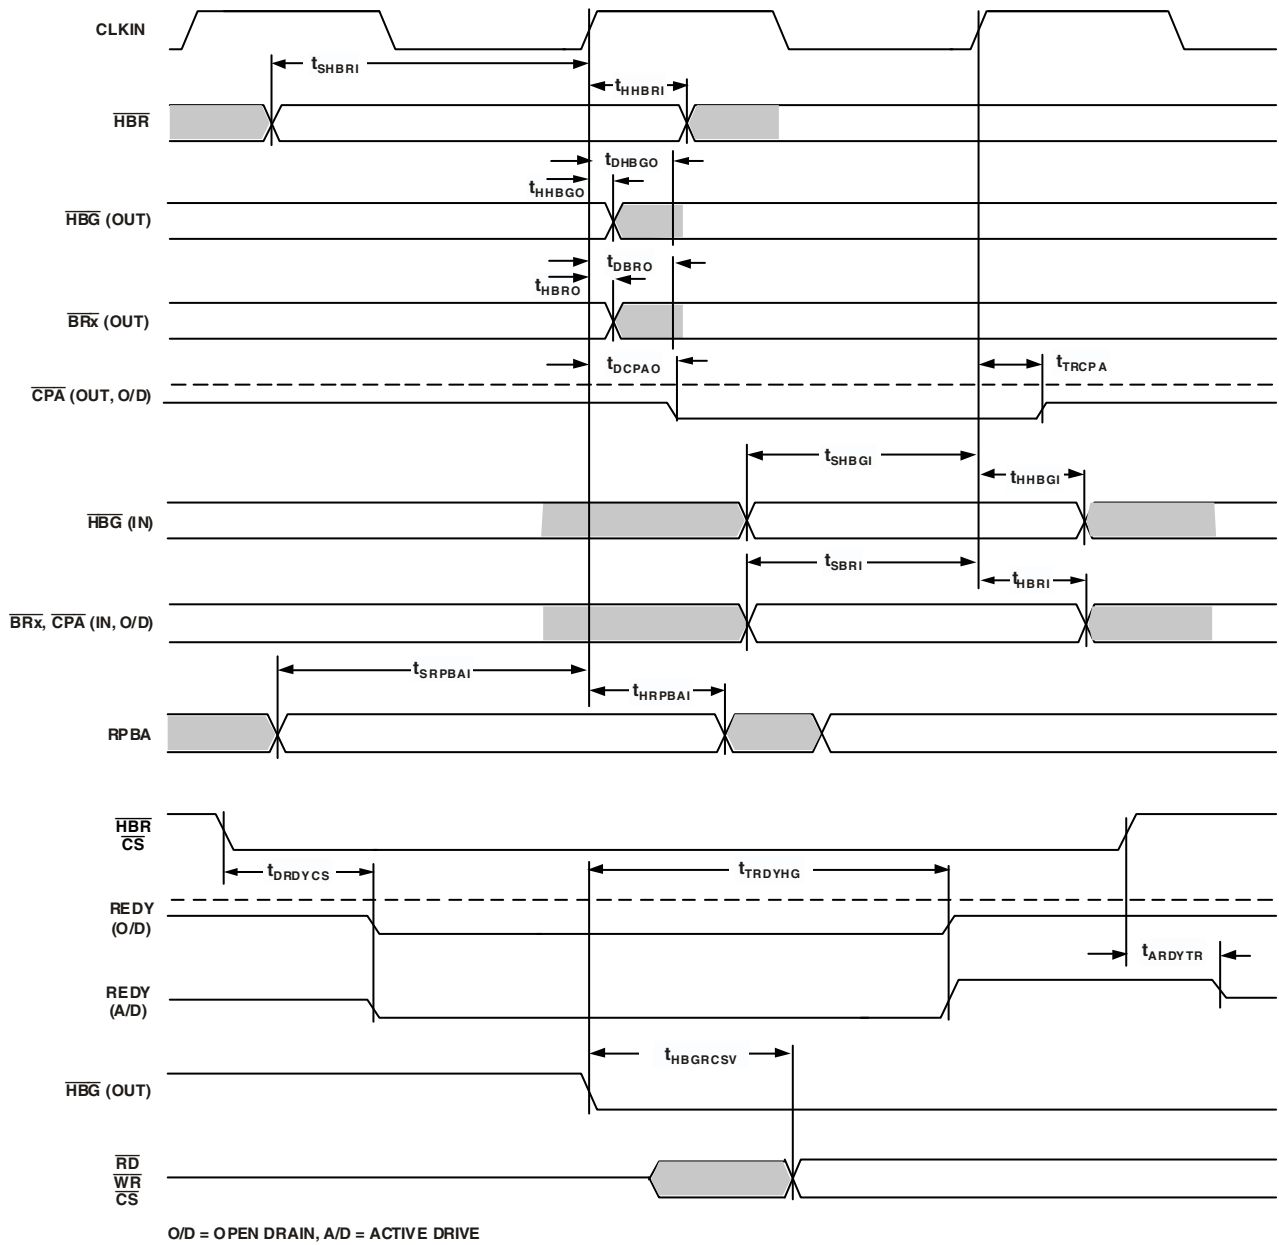 CLKIN
tSHBRI
tHHBRI
HBR
tDHBGO
tHHBGO
HBG (OUT)
tDBRO
tHBRO
BRx (OUT)
tDCPAO
tTRCPA
CPA (OUT, O/D)
tSHBGI
tHHBGI
HBG (IN)
tSBRI
tHBRI
BRx, CPA (IN, O/D)
tSRPBAI
tHRPBAI
RPBA
HBR
CS
tDRDYCS
tTRDYHG
REDY
(O/D)
tARDYTR
REDY
(A/D)
tHBGRCSV
HBG (OUT)
RD
WR
CS
O/D = OPEN DRAIN, A/D = ACTIVE DRIVE